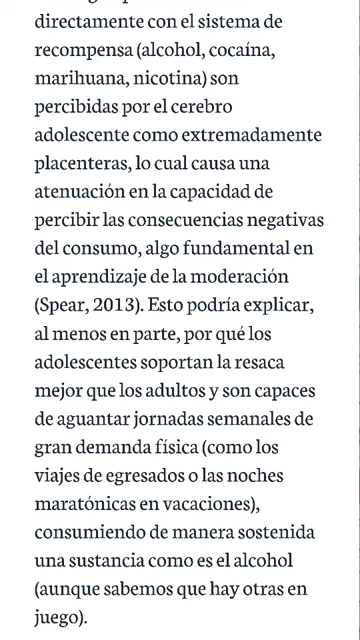 directamente con el sistema de
recompensa (alcohol, cocaína,
marihuana, nicotina) son
percibidas por el cerebro
adolescente como extremadamente
placenteras, lo cual causa una
atenuación en la capacidad de
percibir las consecuencias negativas
del consumo, algo fundamental en
el aprendizaje de la moderación
(Spear, 2013). Esto podría explicar,
al menos en parte, por qué los
adolescentes soportan la resaca
mejor que los adultos y son capaces
de aguantar jornadas semanales de
gran demanda física (como los
viajes de egresados o las noches
maratónicas en vacaciones),
consumiendo de manera sostenida
una sustancia como es el alcohol
(aunque sabemos que hay otras en
juego).